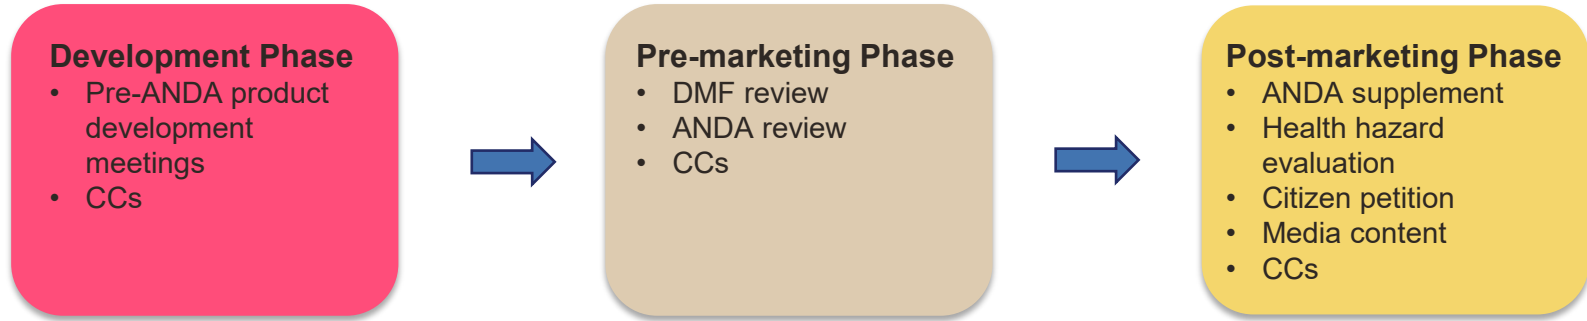 Development Phase
• Pre-ANDA product
development
meetings
• CCs
Pre-marketing Phase
• DMF review
• ANDA review
• CCs
Post-marketing Phase
• ANDA supplement
• Health hazard
evaluation
• Citizen petition
• Media content
• CCs